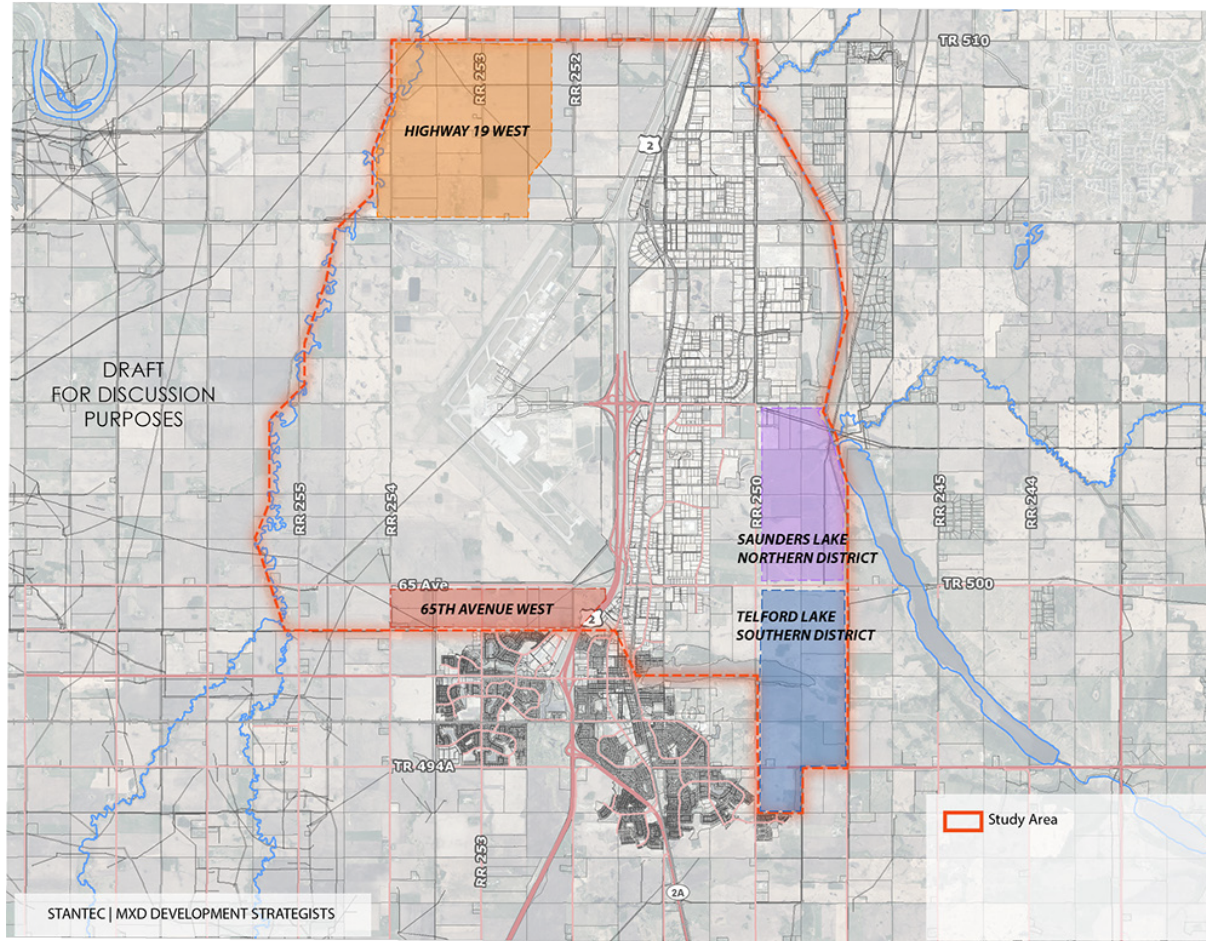 TR 510
RR 253
RR 252
HIGHWAY 19 WEST
2
DRAFT
FOR DISCUSSION
PURPOSES
RR 255
RR 254
RR 250
RR 245
RR 244
SAUNDERS LAKE
NORTHERN DISTRICT
65 Ave
TR 500
65TH AVENUE WEST
2
TELFORD LAKE
SOUTHERN DISTRICT
TR 494A
RR 253
2A
Study Area
STANTEC | MXD DEVELOPMENT STRATEGISTS